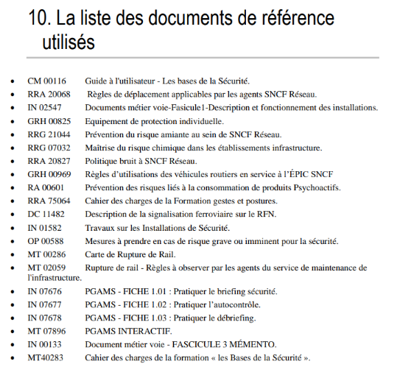 10. La liste des documents de référence
utilisés
• CM 00116 Guide à l'utilisateur - Les bases de la Sécurité.
• RRA 20068 Règles de déplacement applicables par les agents SNCF Réseau.
• IN 02547 Documents métier voie-Fasicule1-Description et fonctionnement des installations.
• GRH 00825 Equipement de protection individuelle.
• RRG 21044 Prévention du risque amiante au sein de SNCF Réseau.
• RRG 07032 Maîtrise du risque chimique dans les établissements infrastructure.
• RRA 20827 Politique bruit à SNCF Réseau.
• GRH 00969 Règles d'utilisations des véhicules routiers en service à l'ÉPIC SNCF
• RA 00601 Prévention des risques liés à la consommation de produits Psychoactifs.
• RRA 75064 Cahier des charges de la Formation gestes et postures.
• DC 11482 Description de la signalisation ferroviaire sur le RFN.
• IN 01582 Travaux sur les Installations de Sécurité.
• OP 00588 Mesures à prendre en cas de risque grave ou imminent pour la sécurité.
• MT 00286 Carte de Rupture de Rail.
• MT 02059 Rupture de rail - Règles à observer par les agents du service de maintenance de
l'infrastructure.
• IN 07676 PGAMS - FICHE 1.01 : Pratiquer le briefing sécurité.
• IN 07677 PGAMS - FICHE 1.02 : Pratiquer l'autocontrôle.
• IN 07678 PGAMS - FICHE 1.03 : Pratiquer le débriefing.
• MT 07896 PGAMS INTERACTIF.
• IN 00133 Document métier voie - FASCICULE 3 MÉMENTO.
• MT40283 Cahier des charges de la formation « les Bases de la Sécurité ».